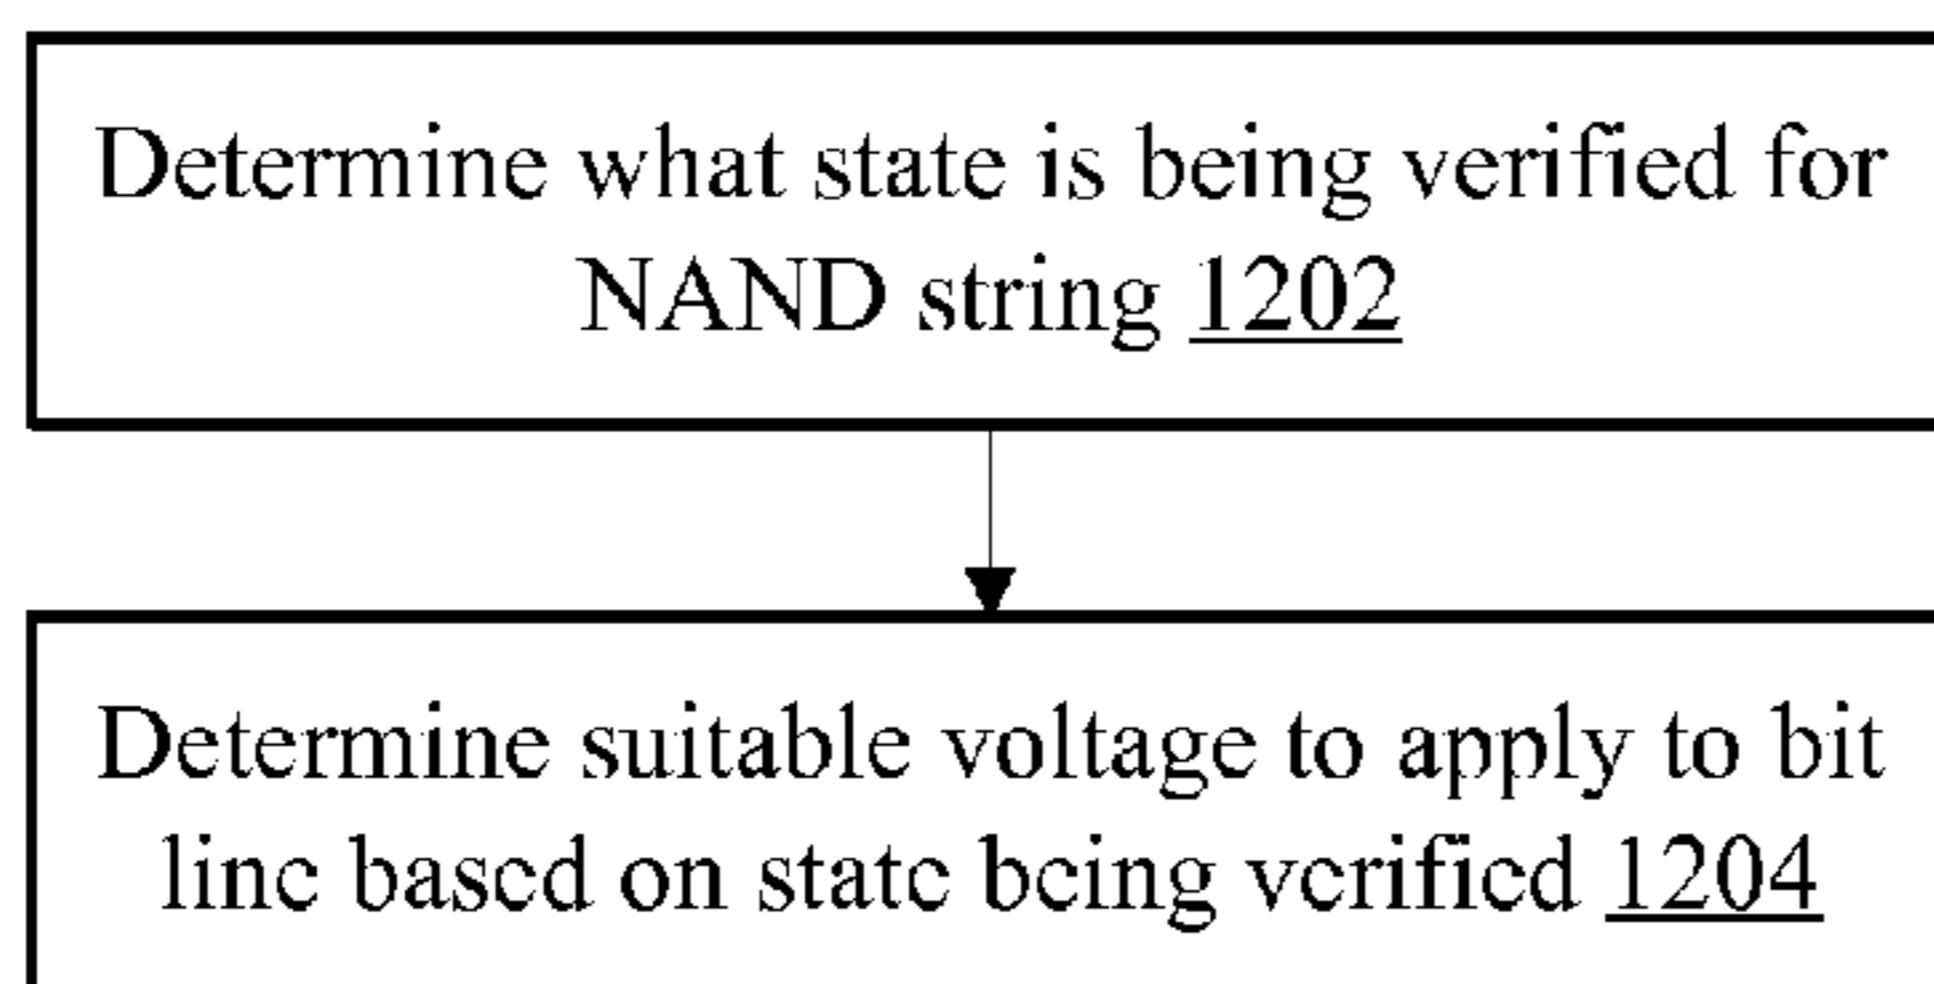 Determine what state is being verified for
NAND string 1202
Determine suitable voltage to apply to bit
line based on state being verified 1204